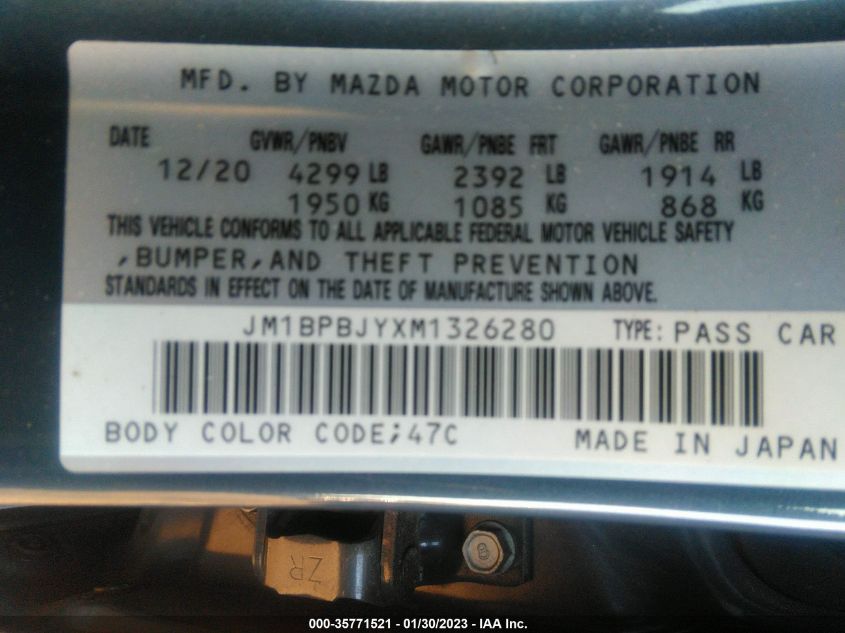 MFD. BY MAZDA MOTOR CORPORATION
DATE GVWR/PNBV GAWR/PNBE FRT GAWR/PNBE RR
12/20 4299 LB 2392 LB 1914 LB
1950 KG 1085 KG 868 KG
THIS VEHICLE CONFORMS TO ALL APPLICABLE FEDERAL MOTOR VEHICLE SAFETY
,BUMPER,AND THEFT PREVENTION
STANDARDS IN EFFECT ON THE DATE OF MANUFACTURE SHOWN ABOVE.
JM1BPBJYXM1326280 TYPE: PASS CAR
BODY COLOR CODE;47C MADE IN JAPAN
ZR
8
000-35771521 — 01/30/2023 — IAA Inc.